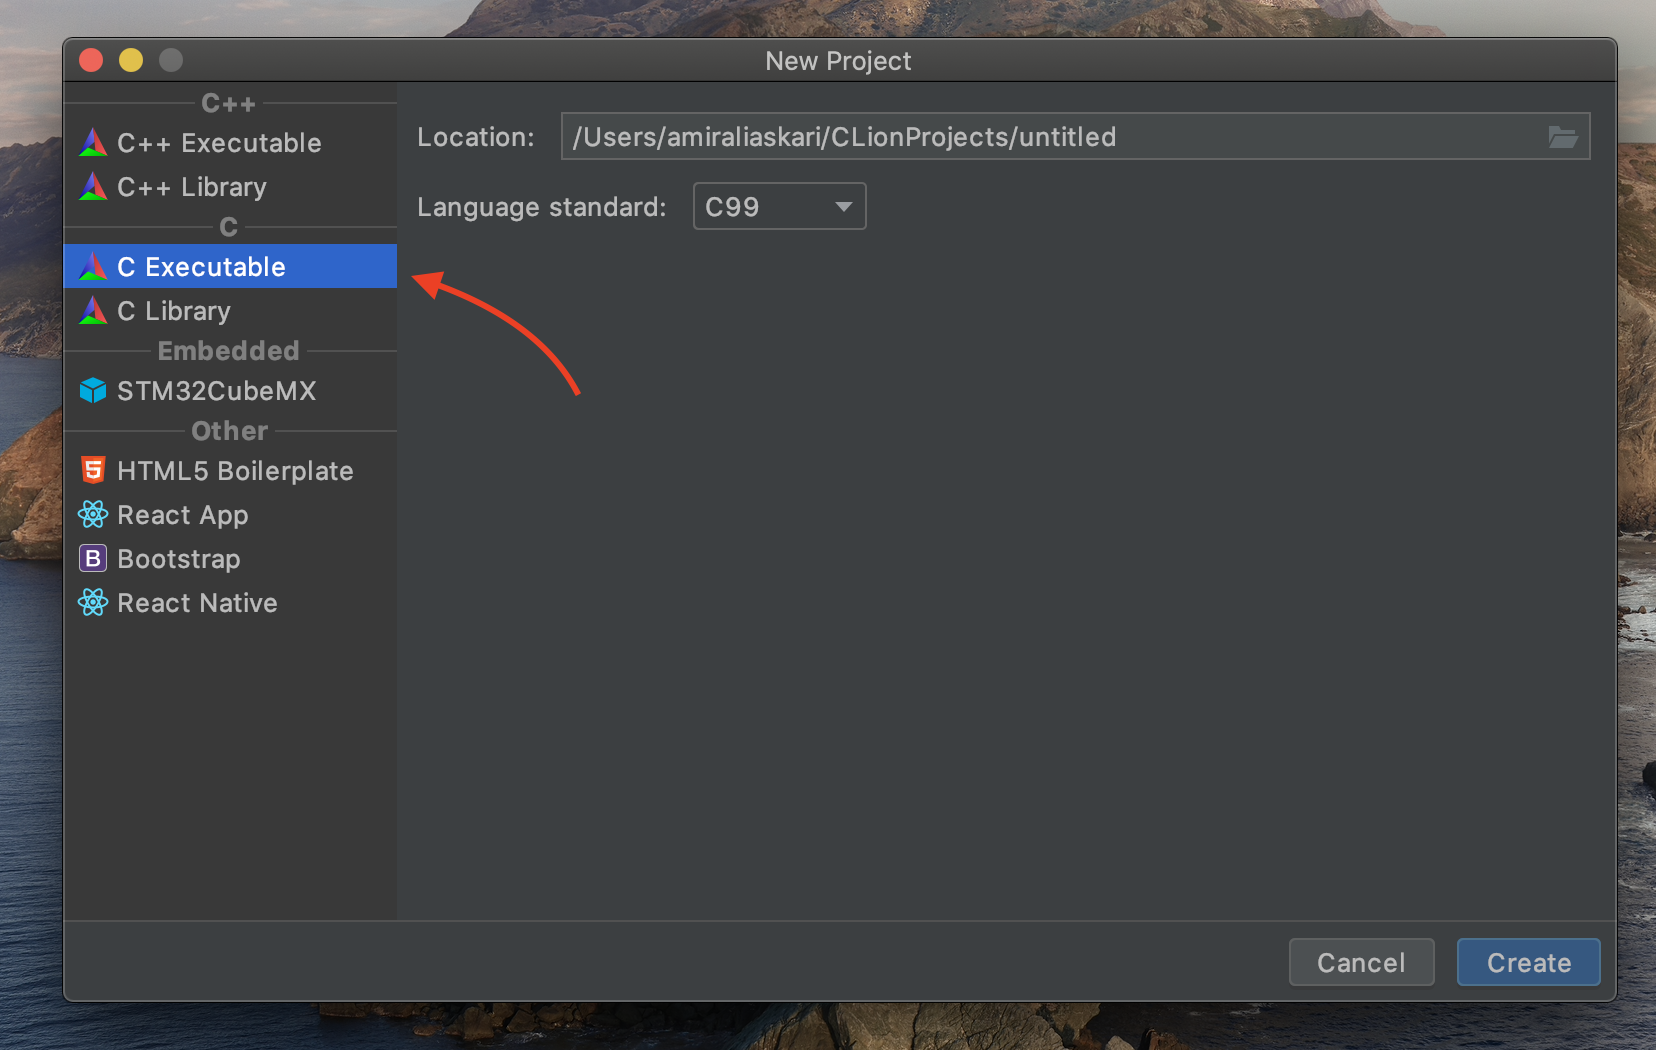 New Project
C++
C++ Executable
C++ Library
C
C Executable
C Library
Embedded
STM32CubeMX
Other
HTML5 Boilerplate
React App
B Bootstrap
React Native
Location: /Users/amiraliaskari/CLionProjects/untitled
Language standard: C99
Cancel Create